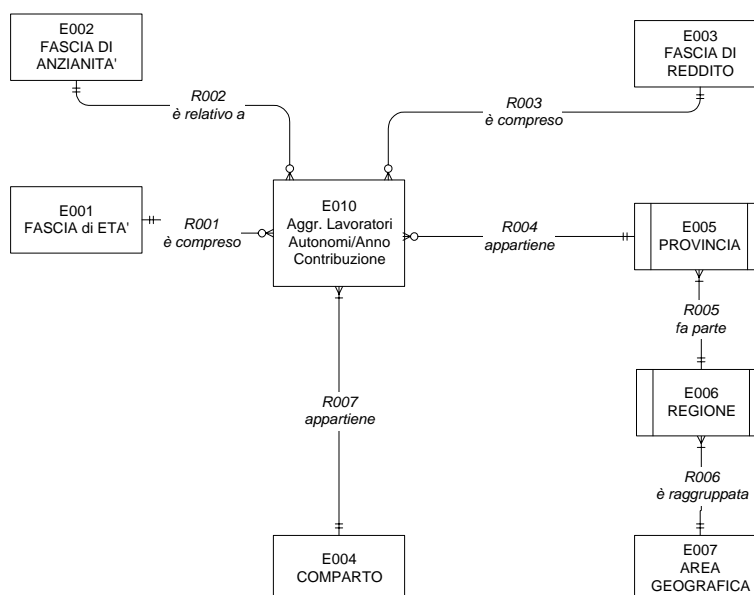 E002
FASCIA DI
ANZIANITA'
E003
FASCIA DI
REDDITO
R002
è relativo a
R003
è compreso
E001
FASCIA di ETA'
R001
è compreso
E010
Aggr. Lavoratori
Autonomi/Anno
Contribuzione
R004
appartiene
E005
PROVINCIA
R005
fa parte
R007
appartiene
E006
REGIONE
R006
è raggruppata
E004
COMPARTO
E007
AREA
GEOGRAFICA